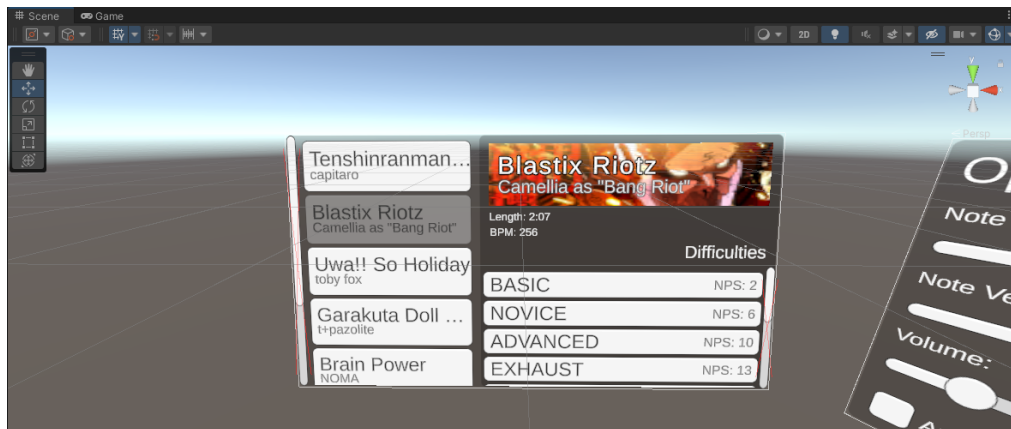 Scene
Game
2D
y
Persp
Tenshinranman...
capitaro
Blastix Riotz
Camellia as "Bang Riot"
Uwa!! So Holiday
toby fox
Garakuta Doll ...
t+pazolite
Brain Power
NOMA
Blastix Riotz
Camellia as "Bang Riot"
Length: 2:07
BPM: 256
Difficulties
BASIC NPS: 2
NOVICE NPS: 6
ADVANCED NPS: 10
EXHAUST NPS: 13
Note
Note Ve
Volume: